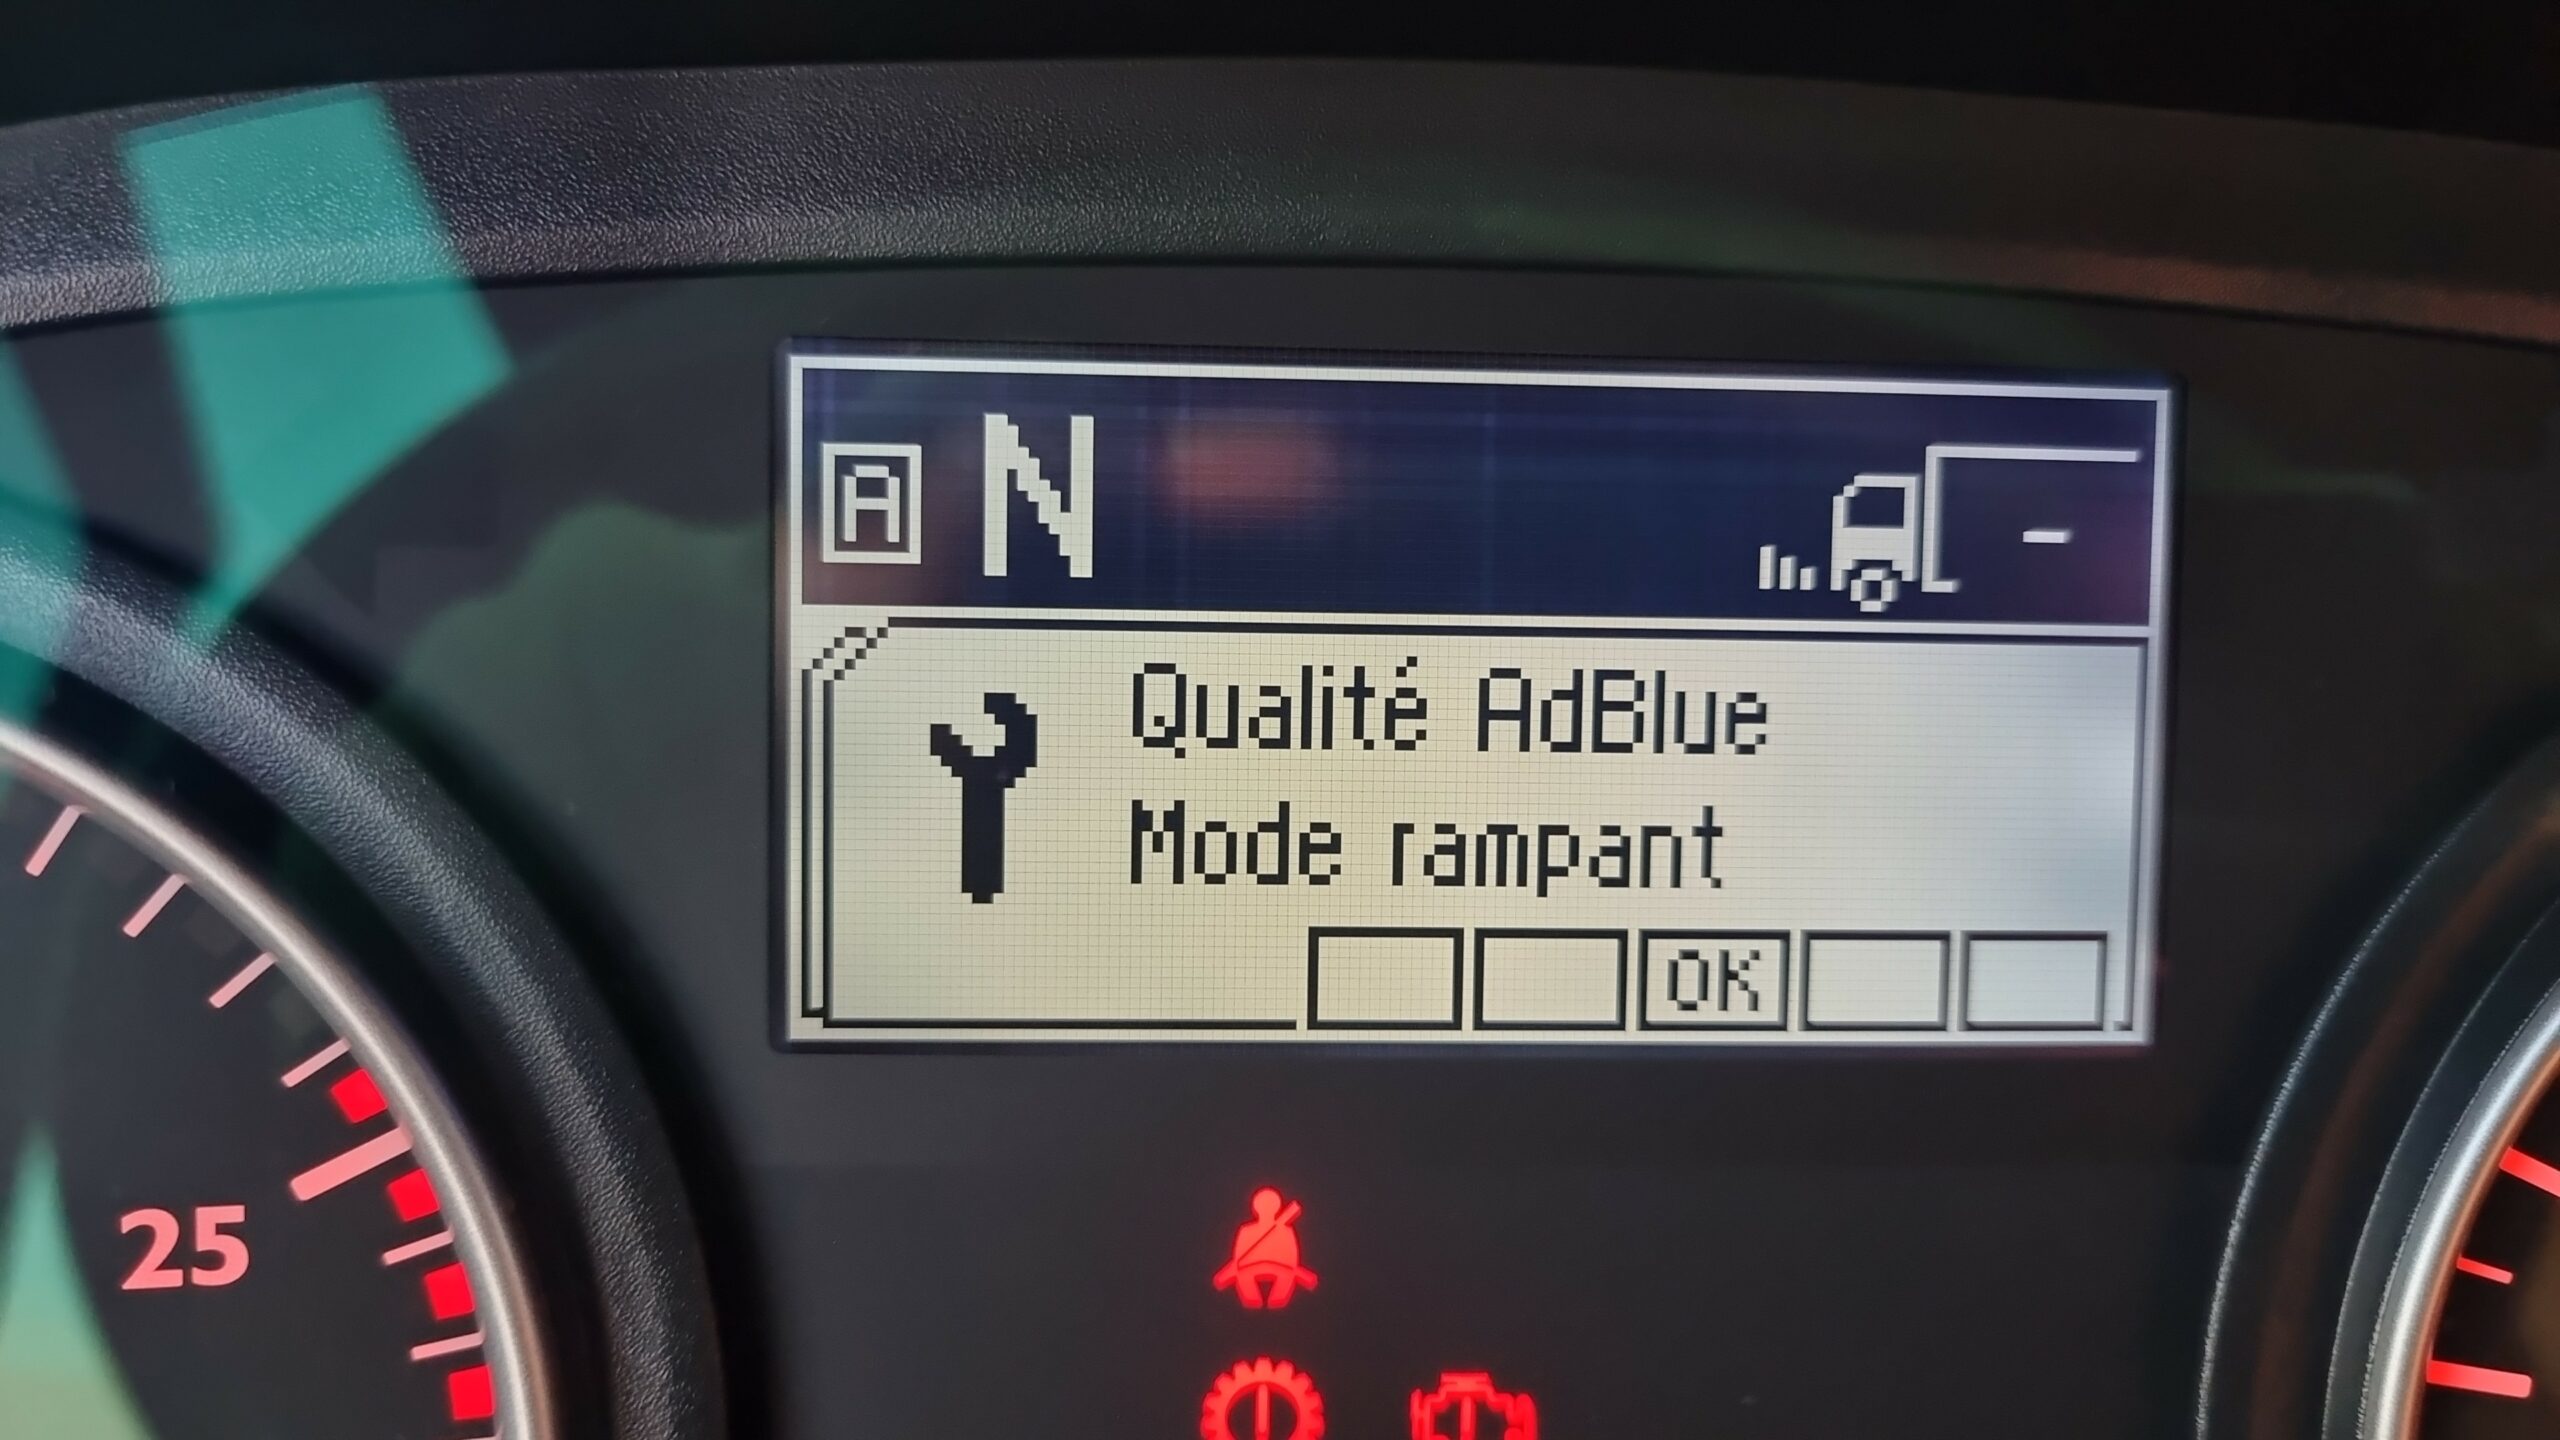 A N
-
Qualité AdBlue
Mode rampant
OK
25